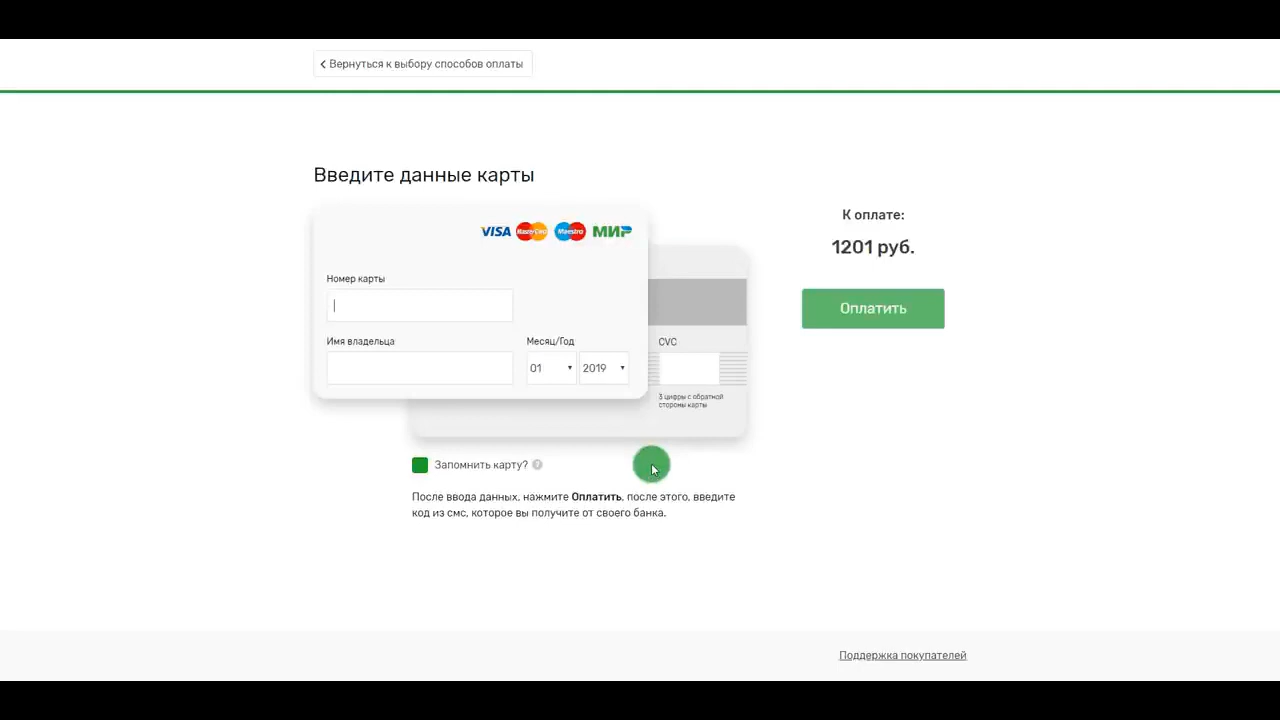 Вернуться к выбору способов оплаты
Введите данные карты
VISA MasterCard Maestro МИР
Номер карты
Имя владельца
Месяц/Год
01
2019
CVC
3 цифры с обратной
стороны карты
К оплате:
1201 руб.
Оплатить
Запомнить карту? ?
После ввода данных, нажмите Оплатить, после этого, введите
код из смс, которое вы получите от своего банка.
Поддержка покупателей